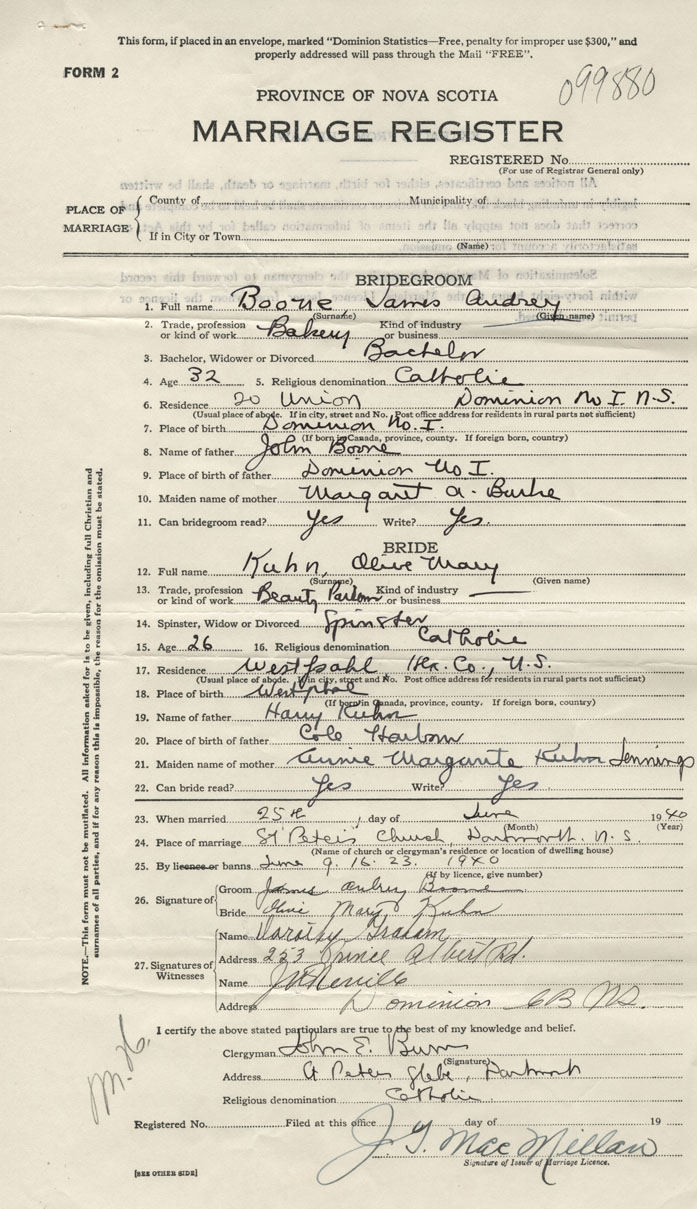 This form, if placed in an envelope, marked "Dominion Statistics—Free, penalty for improper use $300," and
properly addressed will pass through the Mail "FREE".
FORM 2
099880
PROVINCE OF NOVA SCOTIA
MARRIAGE REGISTER
REGISTERED No.
(For use of Registrar General only)
PLACE OF MARRIAGE
County of Municipality of
If in City or Town
(Name)
BRIDEGROOM
1. Full name Boone James Audrey
(Surname) (Given name)
2. Trade, profession or kind of work Bakery Kind of industry or business
3. Bachelor, Widower or Divorced Bachelor
4. Age 32 5. Religious denomination Catholic
6. Residence 20 Union Dominion No I. N.S.
(Usual place of abode. If in city, street and No. Post office address for residents in rural parts not sufficient)
7. Place of birth Dominion No. I.
(If born in Canada, province, county. If foreign born, country)
8. Name of father John Boone
9. Place of birth of father Dominion No I.
10. Maiden name of mother Margaret A. Burke
11. Can bridegroom read? Yes Write? Yes.
BRIDE
12. Full name Kuhn, Olive Mary
(Surname) (Given name)
13. Trade, profession or kind of work Beauty Parlour Kind of industry or business
14. Spinster, Widow or Divorced Spinster
15. Age 26 16. Religious denomination Catholic
17. Residence Westphal Hx. Co., N.S.
(Usual place of abode. If in city, street and No. Post office address for residents in rural parts not sufficient)
18. Place of birth Westphal
(If born in Canada, province, county. If foreign born, country)
19. Name of father Harry Kuhn
20. Place of birth of father Cole Harbour
21. Maiden name of mother Annie Margurite Kuhn Jennings
22. Can bride read? Yes Write? Yes
23. When married 25th day of June 1940
(Month) (Year)
24. Place of marriage St Peter's Church, Dartmouth. N.S.
(Name of church or clergyman's residence or location of dwelling house)
25. By licence or banns June 9. 16. 23. 1940
(If by licence, give number)
26. Signature of
Groom James Aubrey Boone
Bride Olive Mary Kuhn
27. Signatures of Witnesses
Name Dorothy Graham
Address 253 Prince Albert Rd.
Name
Address Dominion CB NS.
I certify the above stated particulars are true to the best of my knowledge and belief.
Clergyman John E. Burns
(Signature)
Address St Peters Glebe, Dartmouth
Religious denomination Catholic
Registered No. Filed at this office day of 19
J. G. MacMillan
Signature of Issuer of Marriage Licence.
[SEE OTHER SIDE]
NOTE.—This form must not be mutilated. All information asked for is to be given, including full Christian and
surnames of all parties, and if for any reason this is impossible, the reason for the omission must be stated.